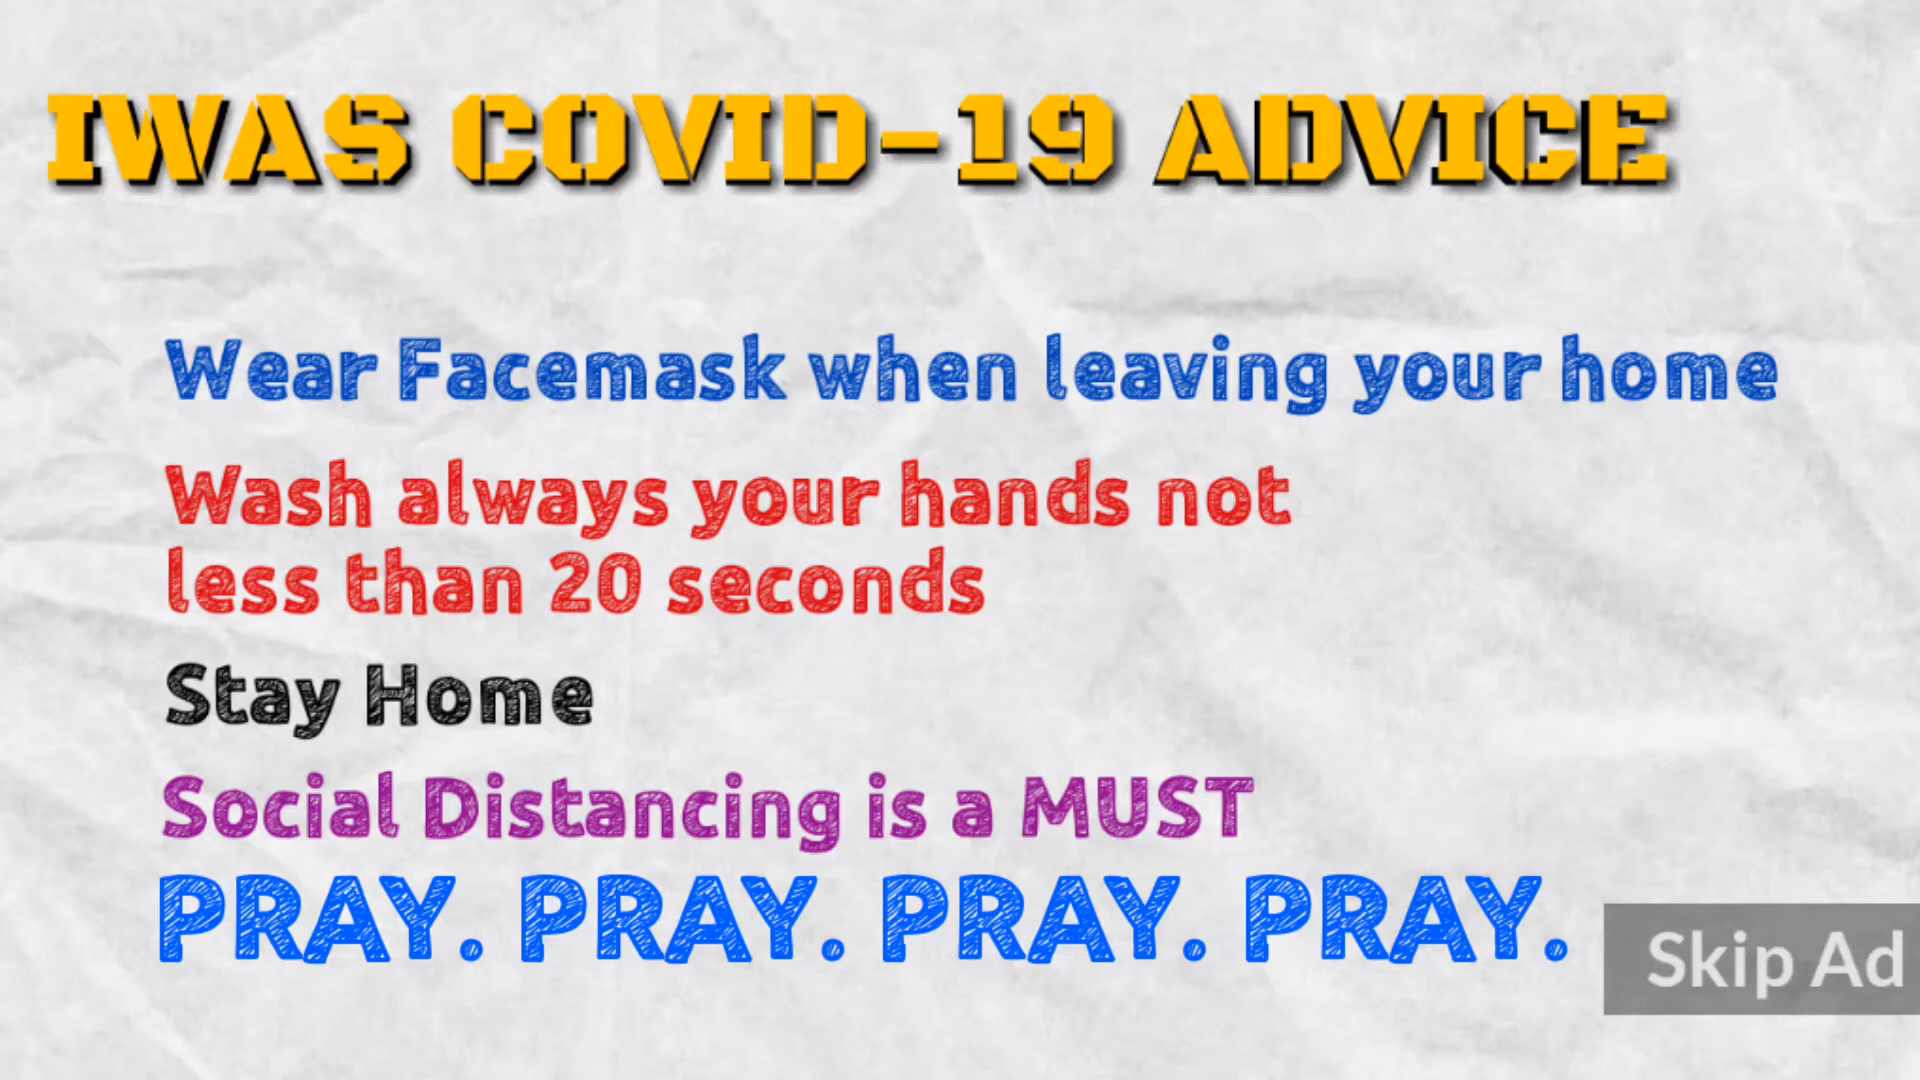 IWAS COVID-19 ADVICE
Wear Facemask when leaving your home
Wash always your hands not
less than 20 seconds
Stay Home
Social Distancing is a MUST
PRAY. PRAY. PRAY. PRAY.
Skip Ad